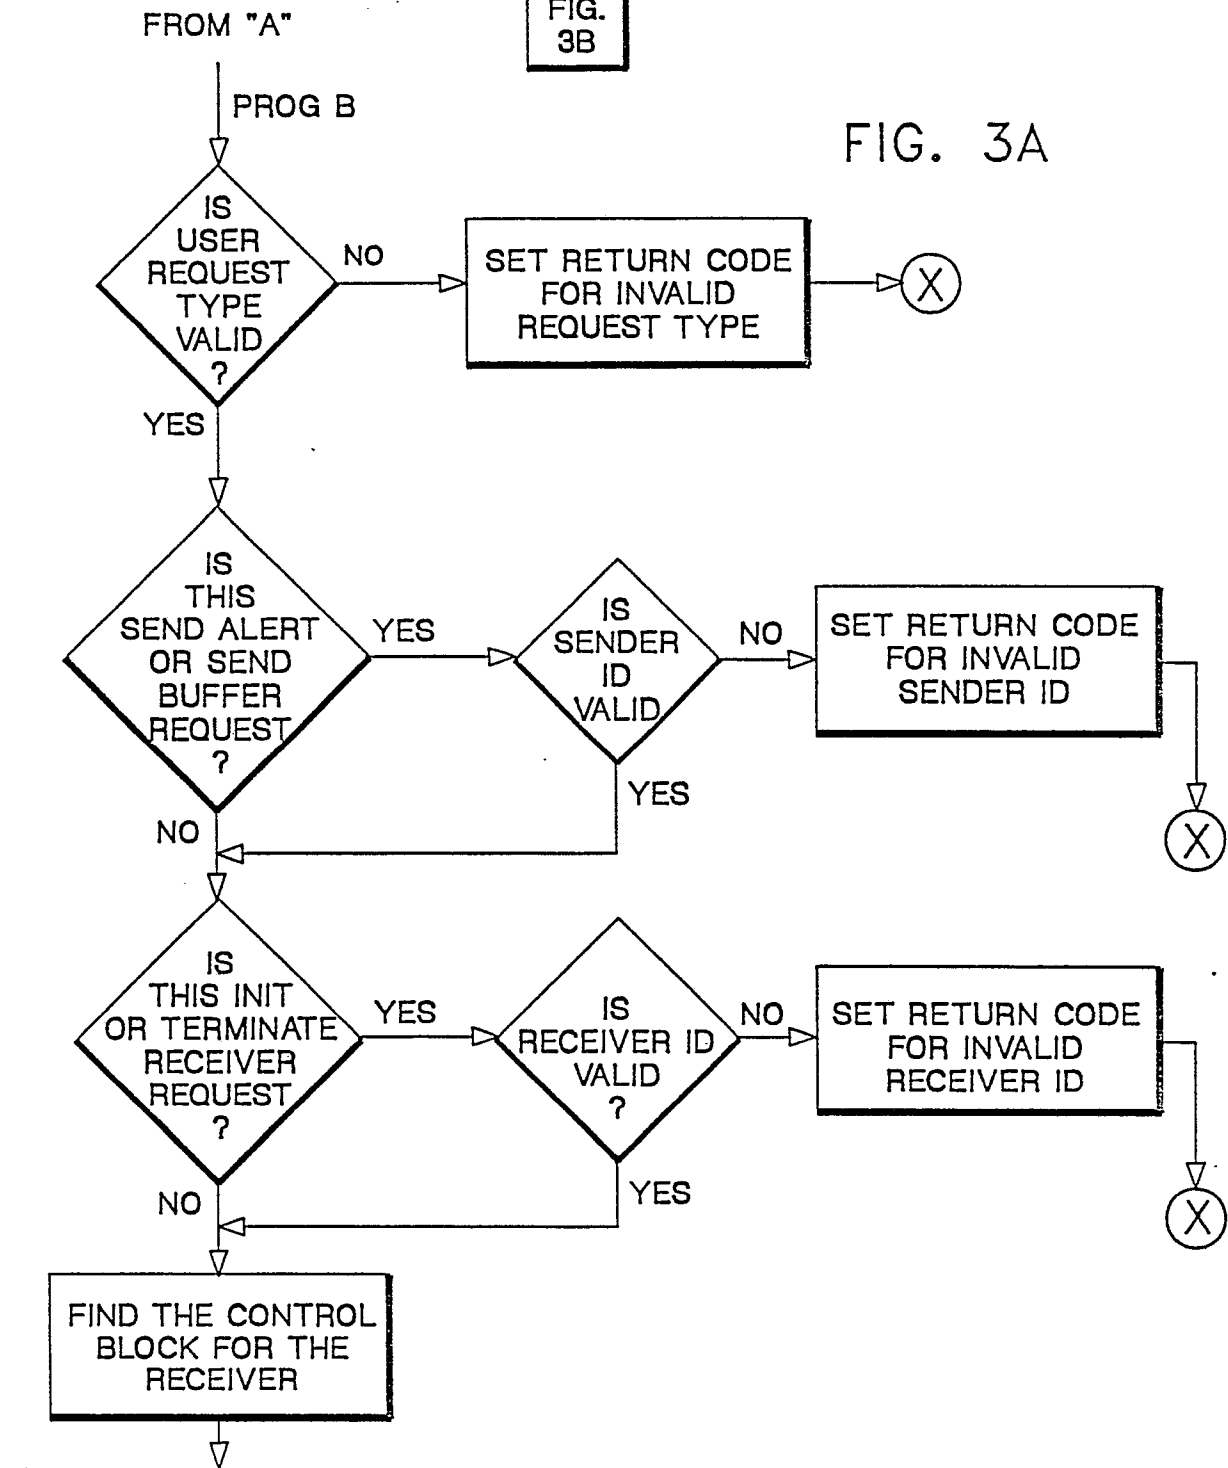 FROM "A"
FIG.
3B
PROG B
FIG. 3A
IS
USER
REQUEST
TYPE
VALID
?
NO
SET RETURN CODE
FOR INVALID
REQUEST TYPE
X
YES
IS
THIS
SEND ALERT
OR SEND
BUFFER
REQUEST
?
YES
IS
SENDER
ID
VALID
NO
SET RETURN CODE
FOR INVALID
SENDER ID
X
YES
NO
IS
THIS INIT
OR TERMINATE
RECEIVER
REQUEST
?
YES
IS
RECEIVER ID
VALID
?
NO
SET RETURN CODE
FOR INVALID
RECEIVER ID
X
YES
NO
FIND THE CONTROL
BLOCK FOR THE
RECEIVER